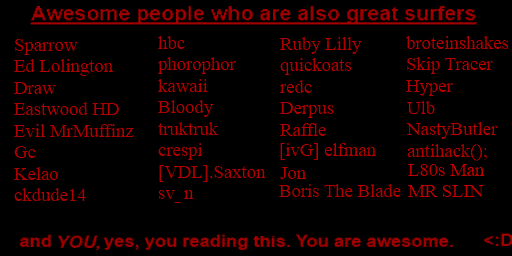 Awesome people who are also great surfers
Sparrow
Ed Lolington
Draw
Eastwood HD
Evil MrMuffinz
Gc
Kelao
ckdude14
hbc
phorophor
kawaii
Bloody
truktruk
crespi
[VDL].Saxton
sv_n
Ruby Lilly
quickoats
redc
Derpus
Raffle
[ivG] elfman
Jon
Boris The Blade
broteinshakes
Skip Tracer
Hyper
Ulb
NastyButler
antihack();
L80s Man
MR SLIN
and YOU, yes, you reading this. You are awesome. <:D